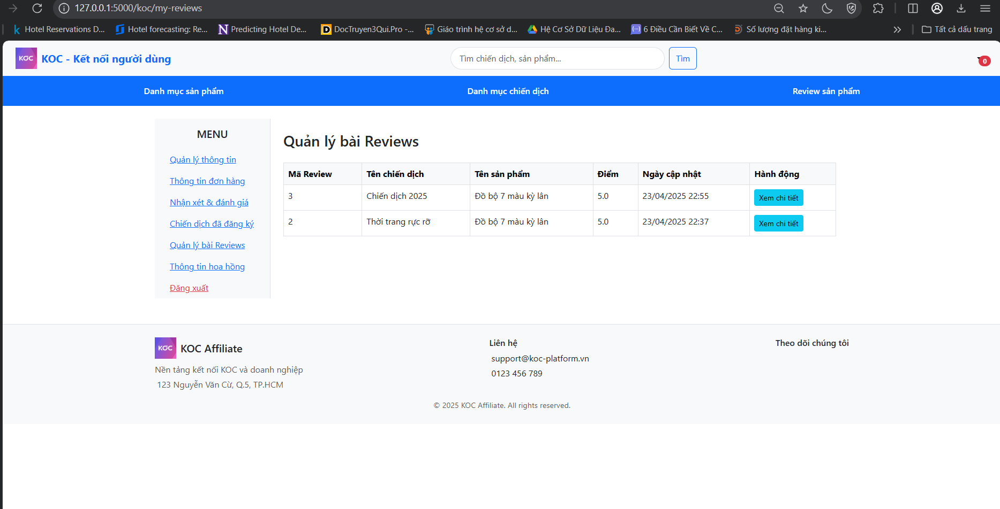 127.0.0.1:5000/koc/my-reviews
Hotel Reservations D...
Hotel forecasting: Re...
Predicting Hotel De...
DocTruyen3Qui.Pro -...
Giáo trình hệ cơ sở d...
Hệ Cơ Sở Dữ Liệu Đa...
6 Điều Cần Biết Về C...
Số lượng đặt hàng ki...
Tất cả dấu trang
KOC
KOC - Kết nối người dùng
Tìm chiến dịch, sản phẩm...
Tìm
0
Danh mục sản phẩm
Danh mục chiến dịch
Review sản phẩm
MENU
Quản lý thông tin
Thông tin đơn hàng
Nhận xét & đánh giá
Chiến dịch đã đăng ký
Quản lý bài Reviews
Thông tin hoa hồng
Đăng xuất
Quản lý bài Reviews
Mã Review Tên chiến dịch Tên sản phẩm Điểm Ngày cập nhật Hành động
3 Chiến dịch 2025 Đồ bộ 7 màu kỳ lân 5.0 23/04/2025 22:55 Xem chi tiết
2 Thời trang rực rỡ Đồ bộ 7 màu kỳ lân 5.0 23/04/2025 22:37 Xem chi tiết
KOC
KOC Affiliate
Nền tảng kết nối KOC và doanh nghiệp
123 Nguyễn Văn Cừ, Q.5, TP.HCM
Liên hệ
support@koc-platform.vn
0123 456 789
Theo dõi chúng tôi
© 2025 KOC Affiliate. All rights reserved.